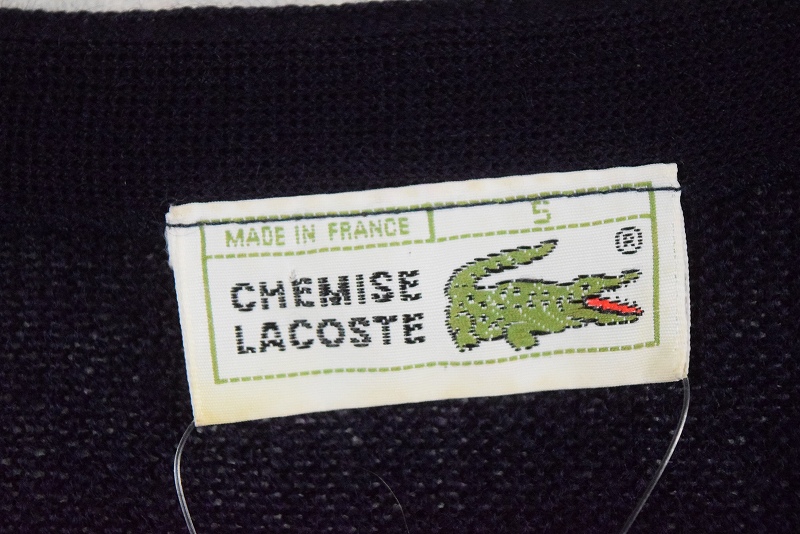 MADE IN FRANCE
5
®
CHEMISE
LACOSTE